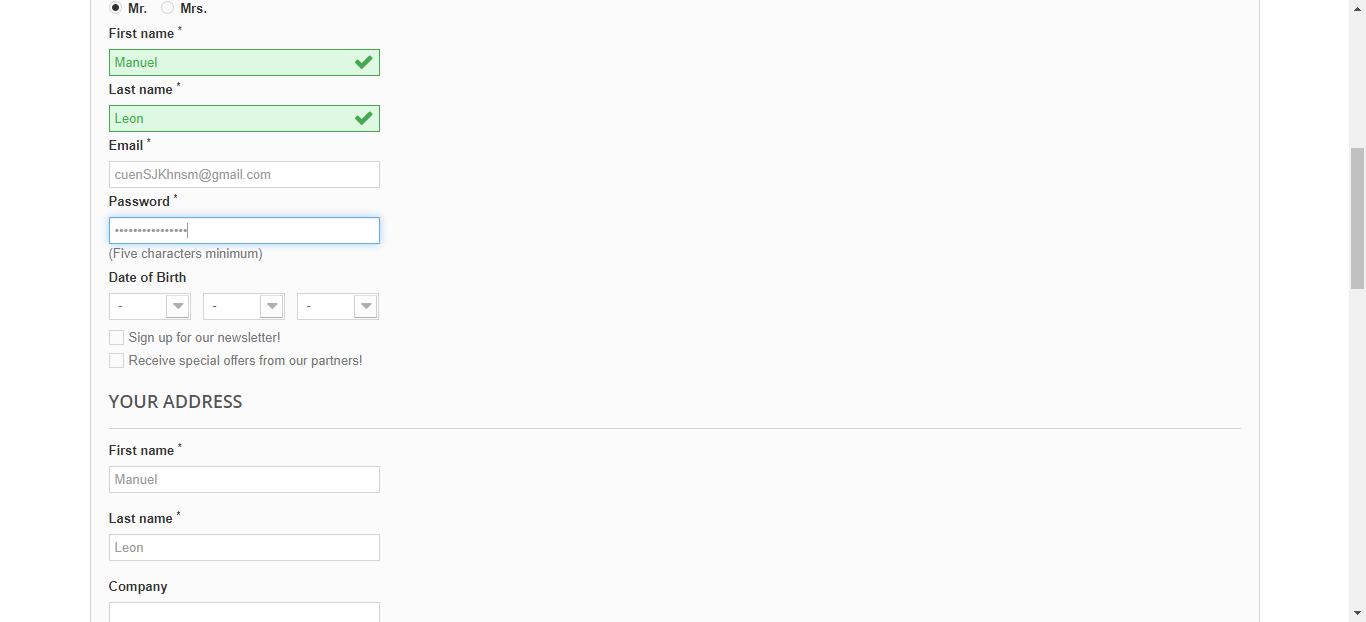 Mr. Mrs.
First name *
Manuel
Last name *
Leon
Email *
cuenSJKhnsm@gmail.com
Password *
••••••••••••••••
(Five characters minimum)
Date of Birth
- - -
Sign up for our newsletter!
Receive special offers from our partners!
YOUR ADDRESS
First name *
Manuel
Last name *
Leon
Company